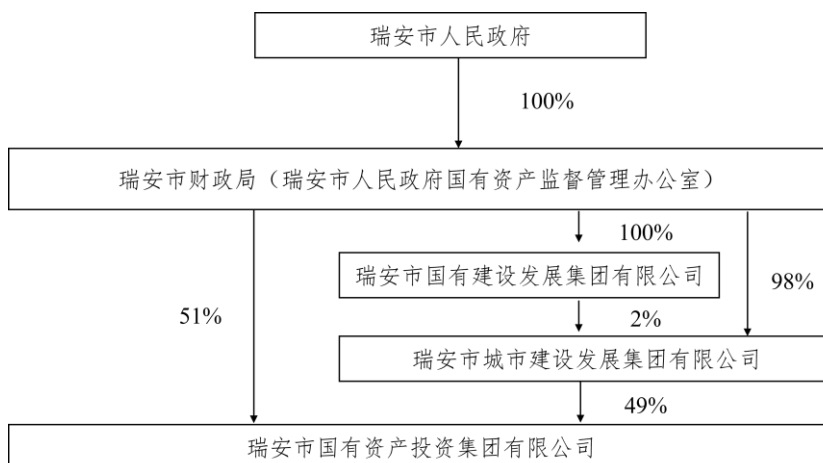 瑞安市人民政府
100%
瑞安市财政局（瑞安市人民政府国有资产监督管理办公室）
100%
瑞安市国有建设发展集团有限公司
98%
51%
2%
瑞安市城市建设发展集团有限公司
49%
瑞安市国有资产投资集团有限公司